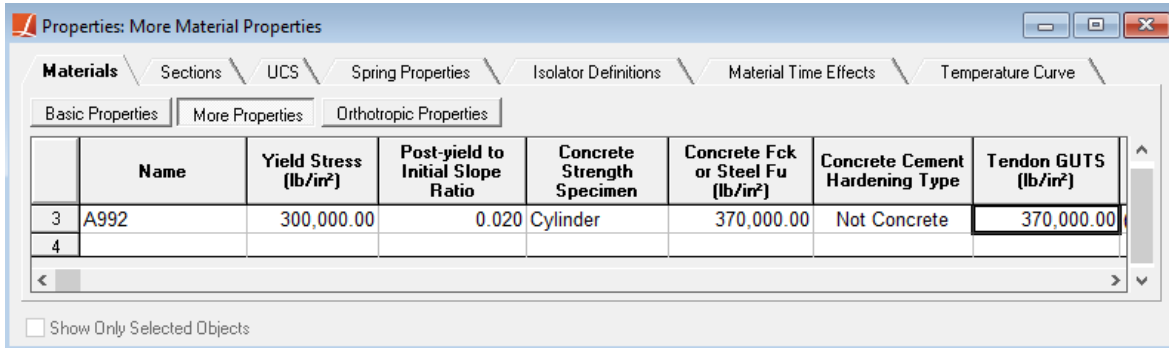 Properties: More Material Properties
Materials Sections UCS Spring Properties Isolator Definitions Material Time Effects Temperature Curve
Basic Properties More Properties Orthotropic Properties
Name Yield Stress (lb/in²) Post-yield to Initial Slope Ratio Concrete Strength Specimen Concrete Fck or Steel Fu (lb/in²) Concrete Cement Hardening Type Tendon GUTS (lb/in²)
3 A992 300,000.00 0.020 Cylinder 370,000.00 Not Concrete 370,000.00
4
Show Only Selected Objects